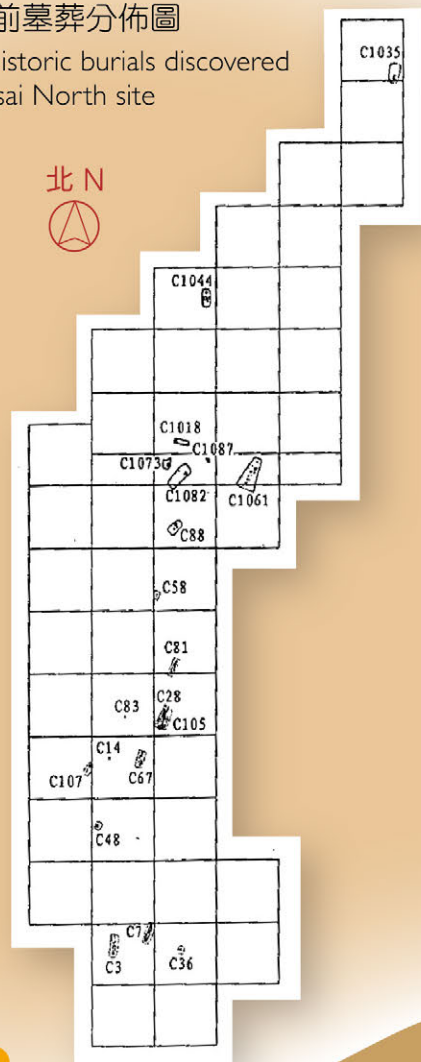 前墓葬分佈圖
istoric burials discovered
sai North site
北 N
C1035
C1044
C1018
C1087
C1073
C1082
C1061
C88
C58
C81
C28
C83
C105
C14
C107
C67
C48
C7
C3
C36